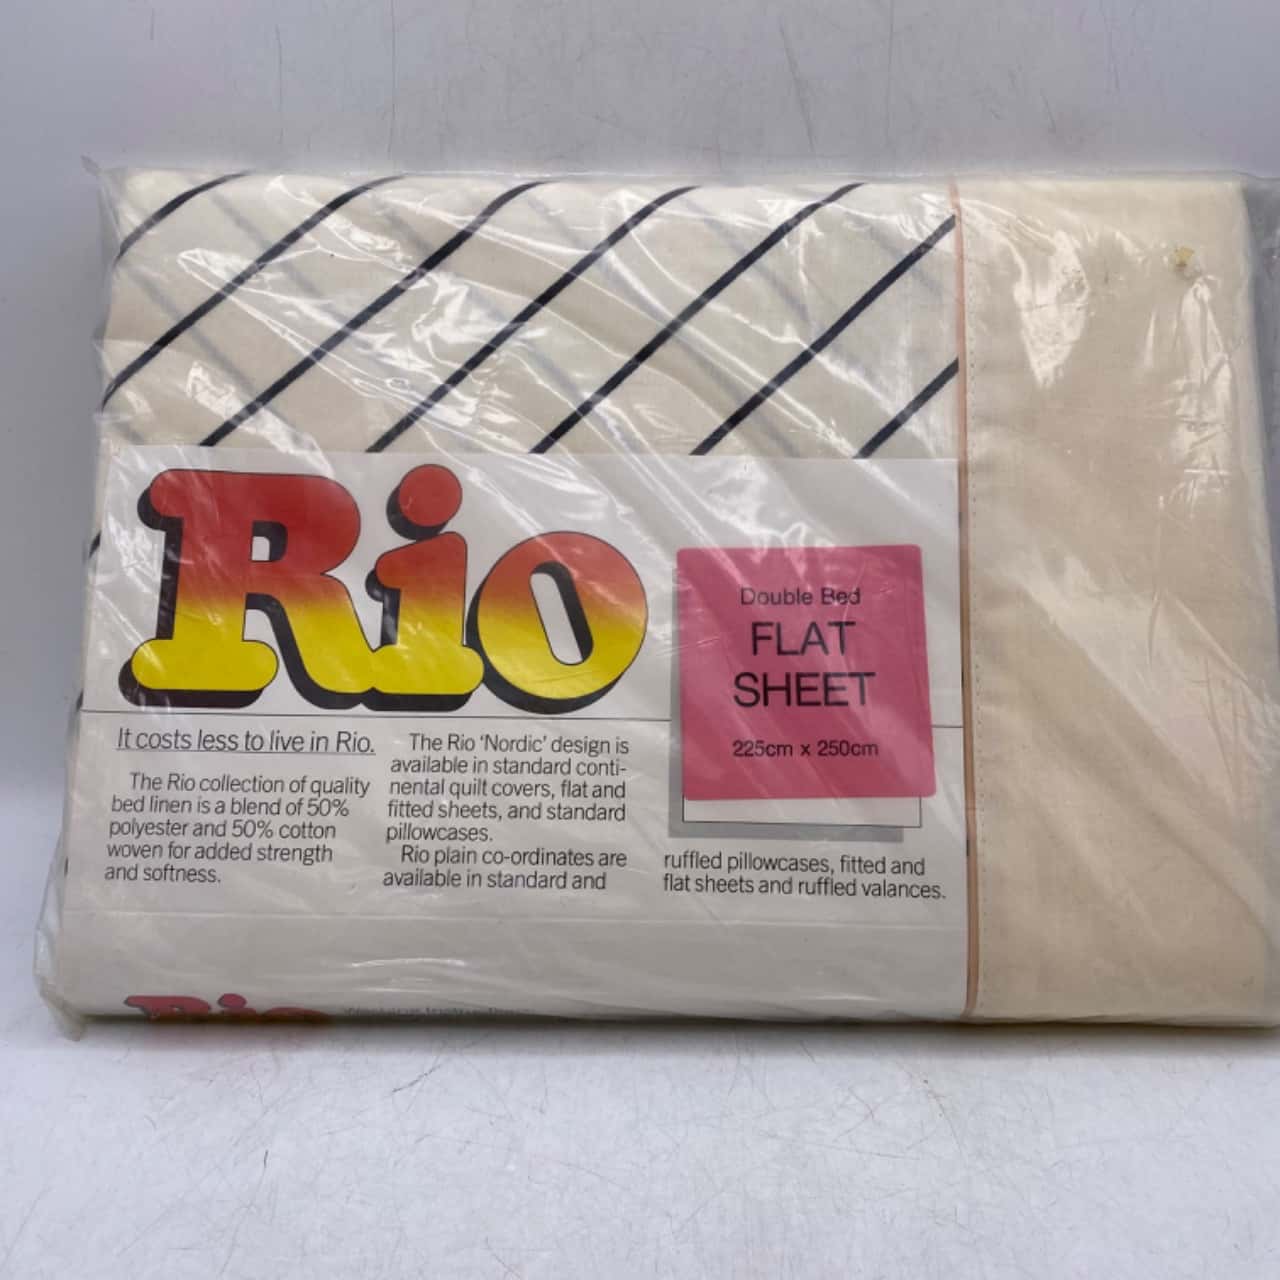 Rio
Double Bed
FLAT
SHEET
225cm x 250cm
It costs less to live in Rio.
The Rio collection of quality
bed linen is a blend of 50%
polyester and 50% cotton
woven for added strength
and softness.
The Rio ‘Nordic’ design is
available in standard conti-
nental quilt covers, flat and
fitted sheets, and standard
pillowcases.
Rio plain co-ordinates are
available in standard and
ruffled pillowcases, fitted and
flat sheets and ruffled valances.
Rio